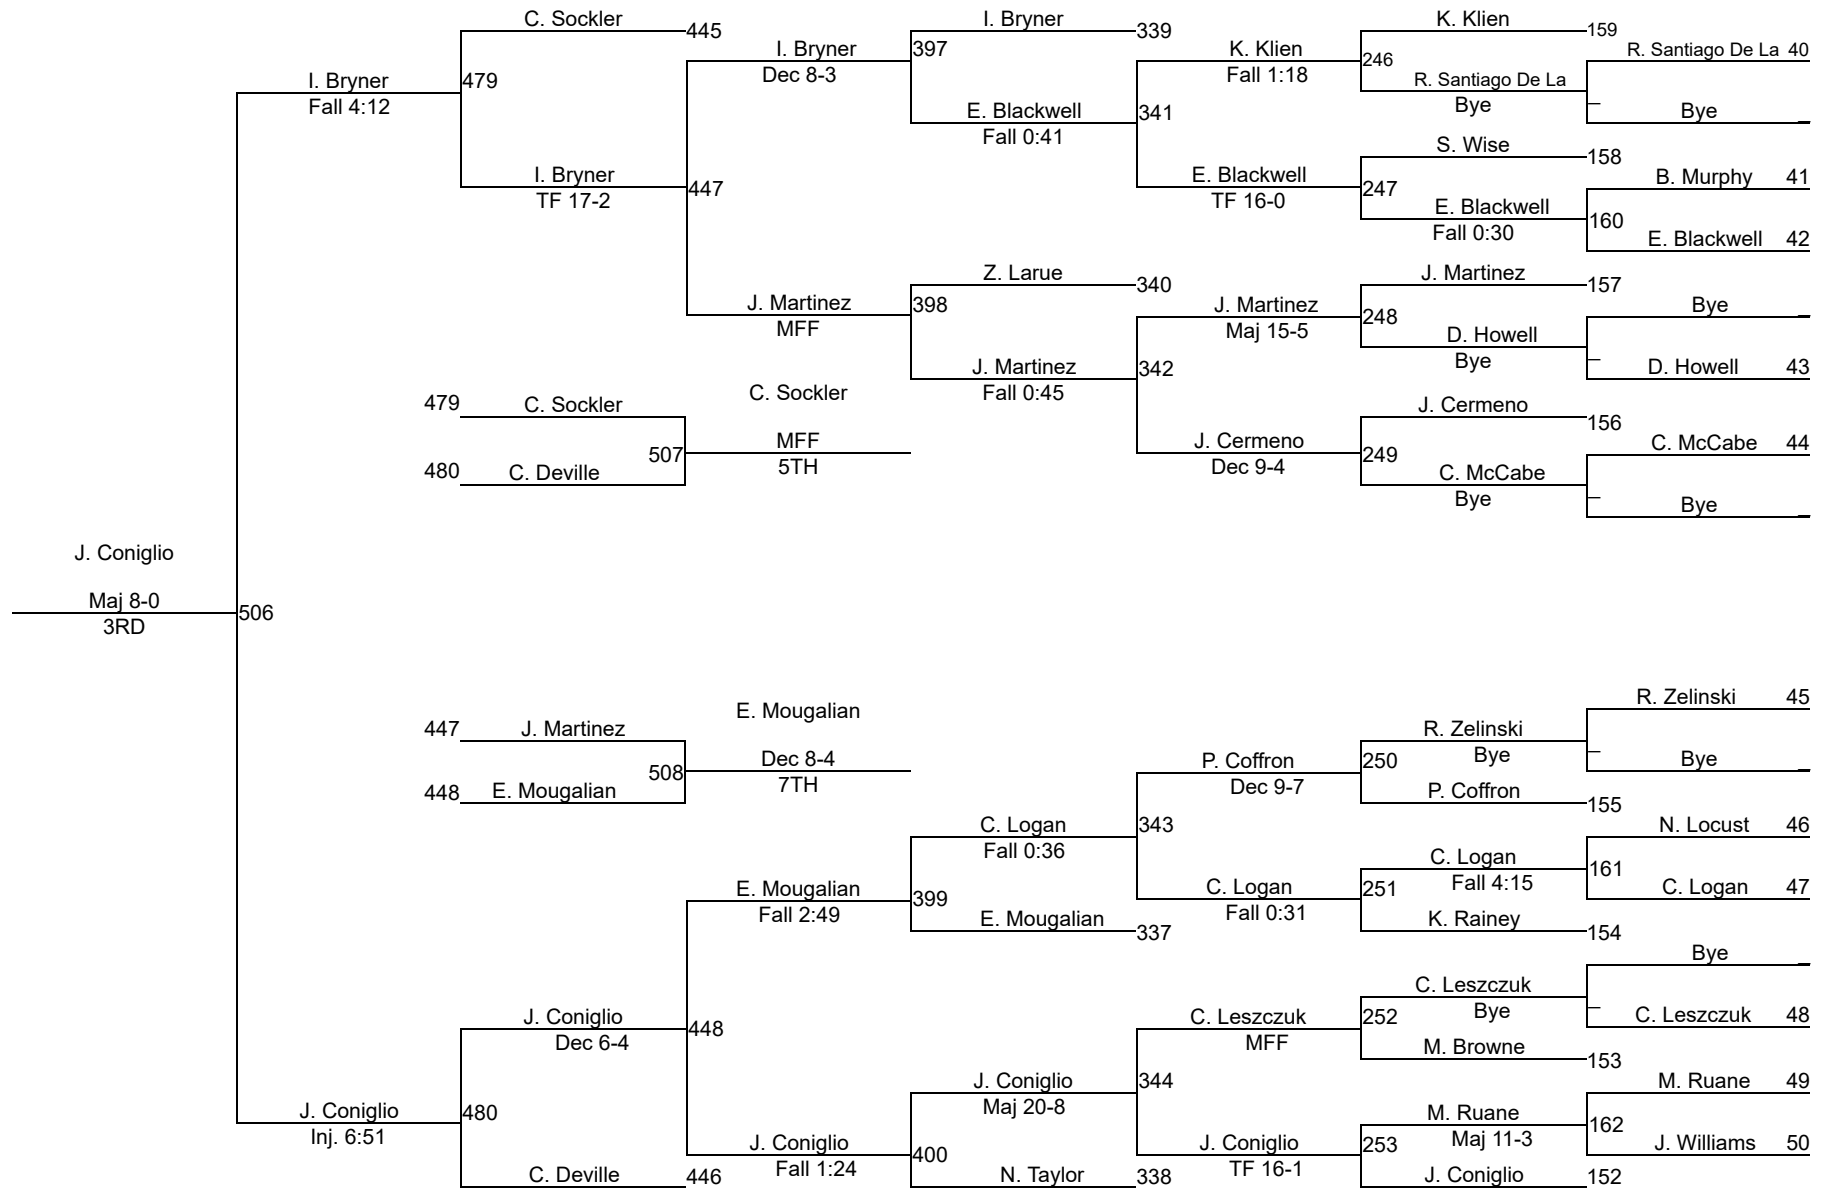 C. Sockler
445
I. Bryner
339
K. Klien
159
I. Bryner
Dec 8-3
397
K. Klien
Fall 1:18
246
R. Santiago De La 40
I. Bryner
Fall 4:12
479
R. Santiago De La
Bye
_
Bye
_
E. Blackwell
Fall 0:41
341
S. Wise
158
I. Bryner
TF 17-2
447
E. Blackwell
TF 16-0
247
B. Murphy 41
E. Blackwell
Fall 0:30
160
E. Blackwell 42
Z. Larue
340
J. Martinez
157
J. Martinez
MFF
398
J. Martinez
Maj 15-5
248
Bye
_
D. Howell
Bye
_
D. Howell 43
J. Martinez
Fall 0:45
342
C. Sockler
479
C. Sockler
J. Cermeno
156
MFF
5TH
507
J. Cermeno
Dec 9-4
249
C. McCabe 44
480
C. Deville
C. McCabe
Bye
_
Bye
_
J. Coniglio
Maj 8-0
3RD
506
R. Zelinski 45
E. Mougalian
447
J. Martinez
R. Zelinski
Bye
_
Dec 8-4
7TH
508
P. Coffron
Dec 9-7
250
Bye
_
448
E. Mougalian
P. Coffron
155
C. Logan
Fall 0:36
343
N. Locust 46
C. Logan
Fall 4:15
161
E. Mougalian
Fall 2:49
399
C. Logan
Fall 0:31
251
C. Logan 47
E. Mougalian
337
K. Rainey
154
Bye
_
C. Leszczuk
Bye
_
J. Coniglio
Dec 6-4
448
C. Leszczuk
MFF
252
C. Leszczuk 48
M. Browne
153
J. Coniglio
Maj 20-8
344
M. Ruane 49
J. Coniglio
Inj. 6:51
480
M. Ruane
Maj 11-3
162
J. Coniglio
Fall 1:24
400
J. Coniglio
TF 16-1
253
J. Williams 50
C. Deville
446
N. Taylor
338
J. Coniglio
152